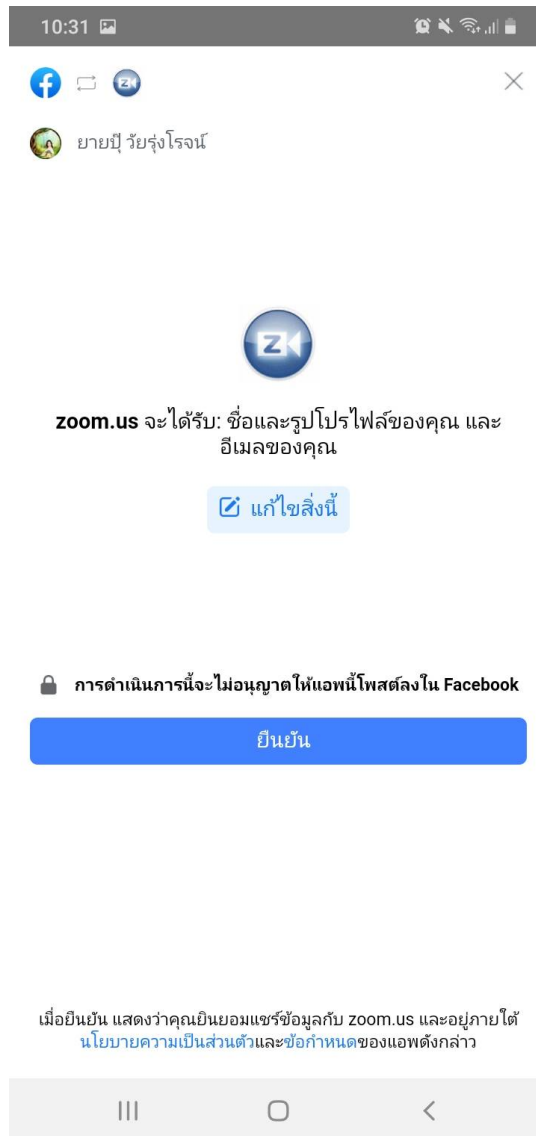 10:31
ยายปุ๊ วัยรุ่งโรจน์
zoom.us จะได้รับ: ชื่อและรูปโปรไฟล์ของคุณ และ
อีเมลของคุณ
แก้ไขสิ่งนี้
การดำเนินการนี้จะไม่อนุญาตให้แอพนี้โพสต์ลงใน Facebook
ยืนยัน
เมื่อยืนยัน แสดงว่าคุณยินยอมแชร์ข้อมูลกับ zoom.us และอยู่ภายใต้
นโยบายความเป็นส่วนตัวและข้อกำหนดของแอพดังกล่าว